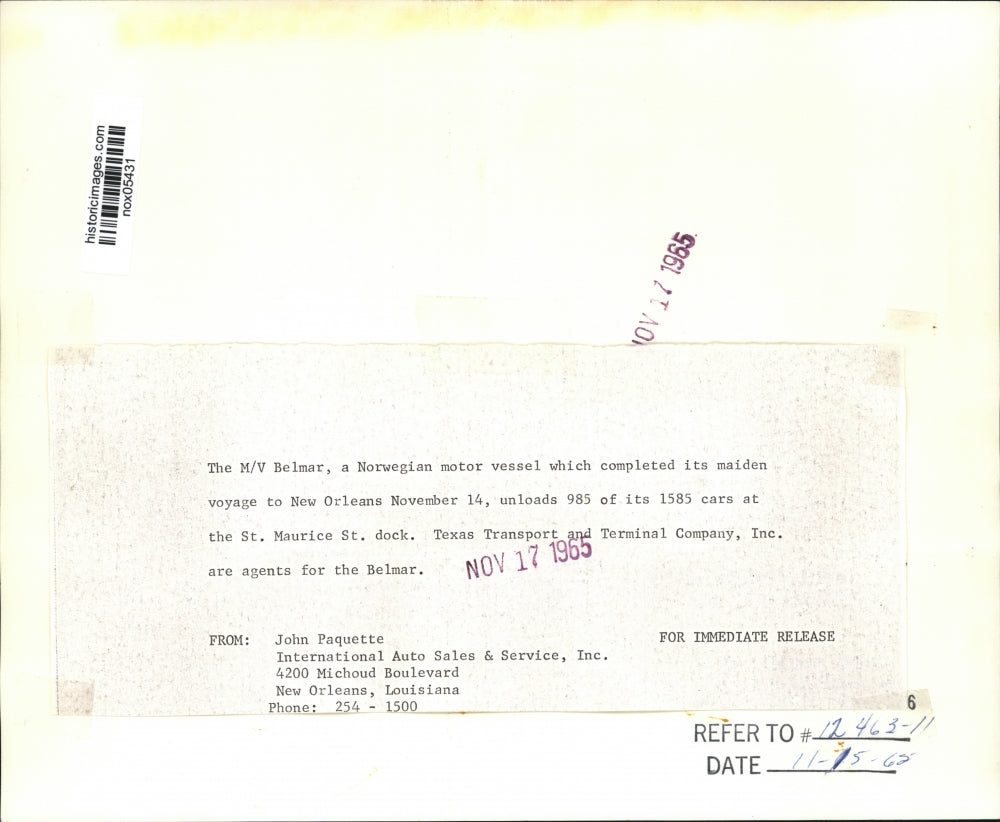 historicimages.com
nox05431
NOV 17 1965
The M/V Belmar, a Norwegian motor vessel which completed its maiden
voyage to New Orleans November 14, unloads 985 of its 1585 cars at
the St. Maurice St. dock. Texas Transport and Terminal Company, Inc.
are agents for the Belmar.
NOV 17 1965
FROM: John Paquette
FOR IMMEDIATE RELEASE
International Auto Sales & Service, Inc.
4200 Michoud Boulevard
New Orleans, Louisiana
Phone: 254 - 1500
6
REFER TO # 12463-11
DATE 11-15-65